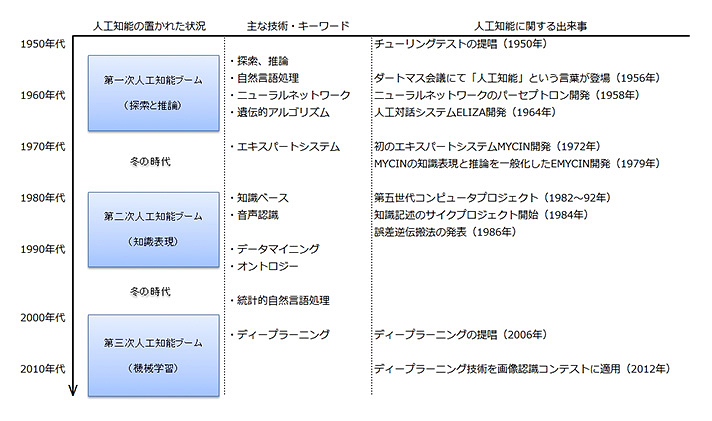 人工知能の置かれた状況 主な技術・キーワード 人工知能に関する出来事
1950年代 チューリングテストの提唱（1950年）
・探索、推論
第一次人工知能ブーム ・自然言語処理 ダートマス会議にて「人工知能」という言葉が登場（1956年）
1960年代 （探索と推論） ・ニューラルネットワーク ニューラルネットワークのパーセプトロン開発（1958年）
・遺伝的アルゴリズム 人工対話システムELIZA開発（1964年）
1970年代 ・エキスパートシステム 初のエキスパートシステムMYCIN開発（1972年）
冬の時代 MYCINの知識表現と推論を一般化したEMYCIN開発（1979年）
1980年代 ・知識ベース 第五世代コンピュータプロジェクト（1982～92年）
第二次人工知能ブーム ・音声認識 知識記述のサイクプロジェクト開始（1984年）
（知識表現） 誤差逆伝搬法の発表（1986年）
1990年代 ・データマイニング
・オントロジー
冬の時代 ・統計的自然言語処理
2000年代
第三次人工知能ブーム ・ディープラーニング ディープラーニングの提唱（2006年）
2010年代 （機械学習） ディープラーニング技術を画像認識コンテストに適用（2012年）